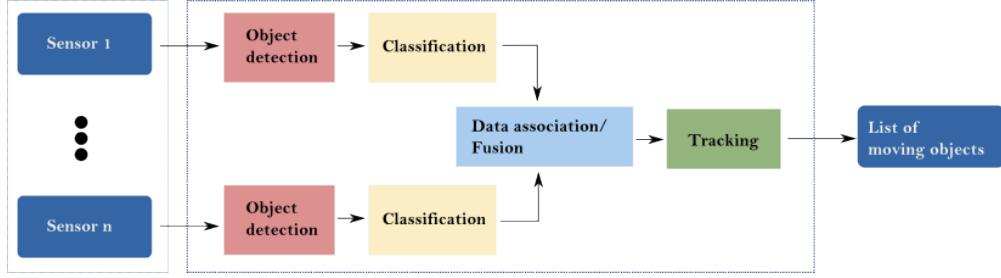 Sensor 1
Object
detection
Classification
Data association/
Fusion
Tracking
List of
moving objects
Sensor n
Object
detection
Classification